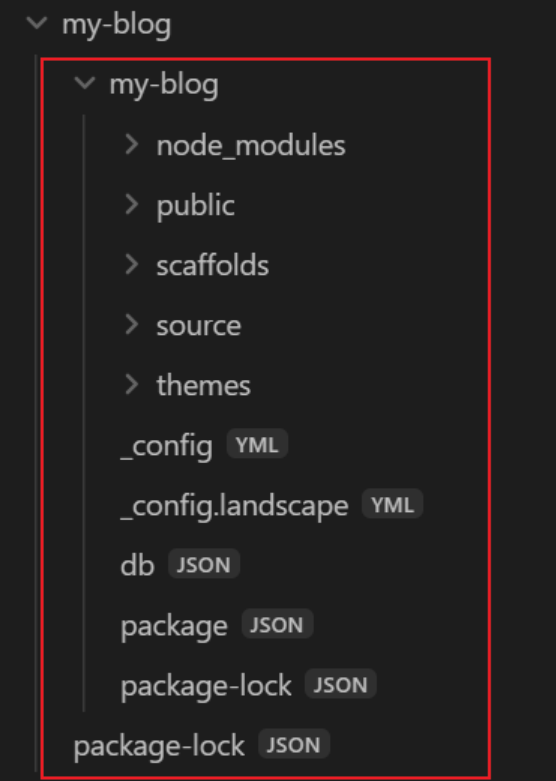 my-blog
my-blog
node_modules
public
scaffolds
source
themes
_config YML
_config.landscape YML
db JSON
package JSON
package-lock JSON
package-lock JSON